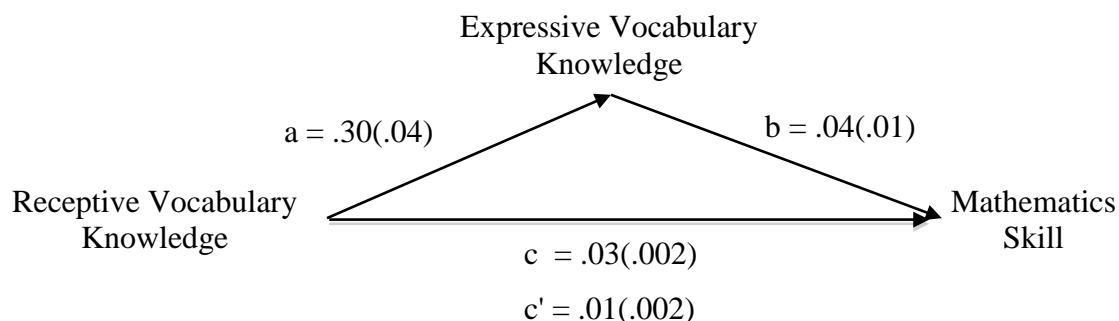 Expressive Vocabulary
Knowledge
a = .30(.04)
b = .04(.01)
Receptive Vocabulary
Knowledge
Mathematics
Skill
c = .03(.002)
c' = .01(.002)